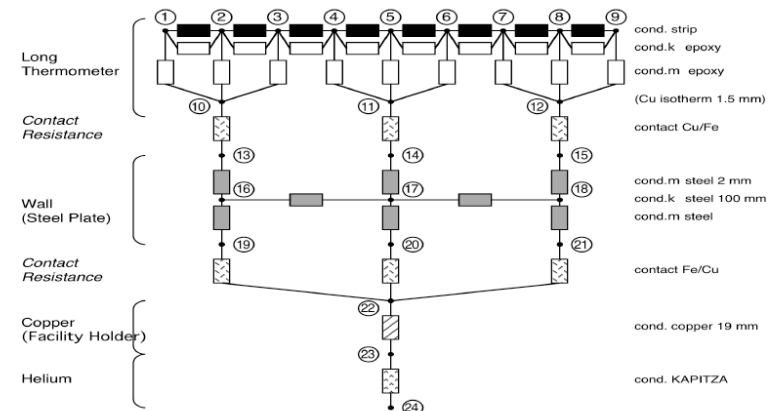 1 2 3 4 5 6 7 8 9
cond. strip
cond.k epoxy
Long
Thermometer
cond.m epoxy
10 11 12
(Cu isotherm 1.5 mm)
Contact
Resistance
contact Cu/Fe
13 14 15
cond.m steel 2 mm
16 17 18
cond.k steel 100 mm
Wall
(Steel Plate)
cond.m steel
19 20 21
Contact
Resistance
contact Fe/Cu
22
Copper
(Facility Holder)
cond. copper 19 mm
23
Helium
cond. KAPITZA
24